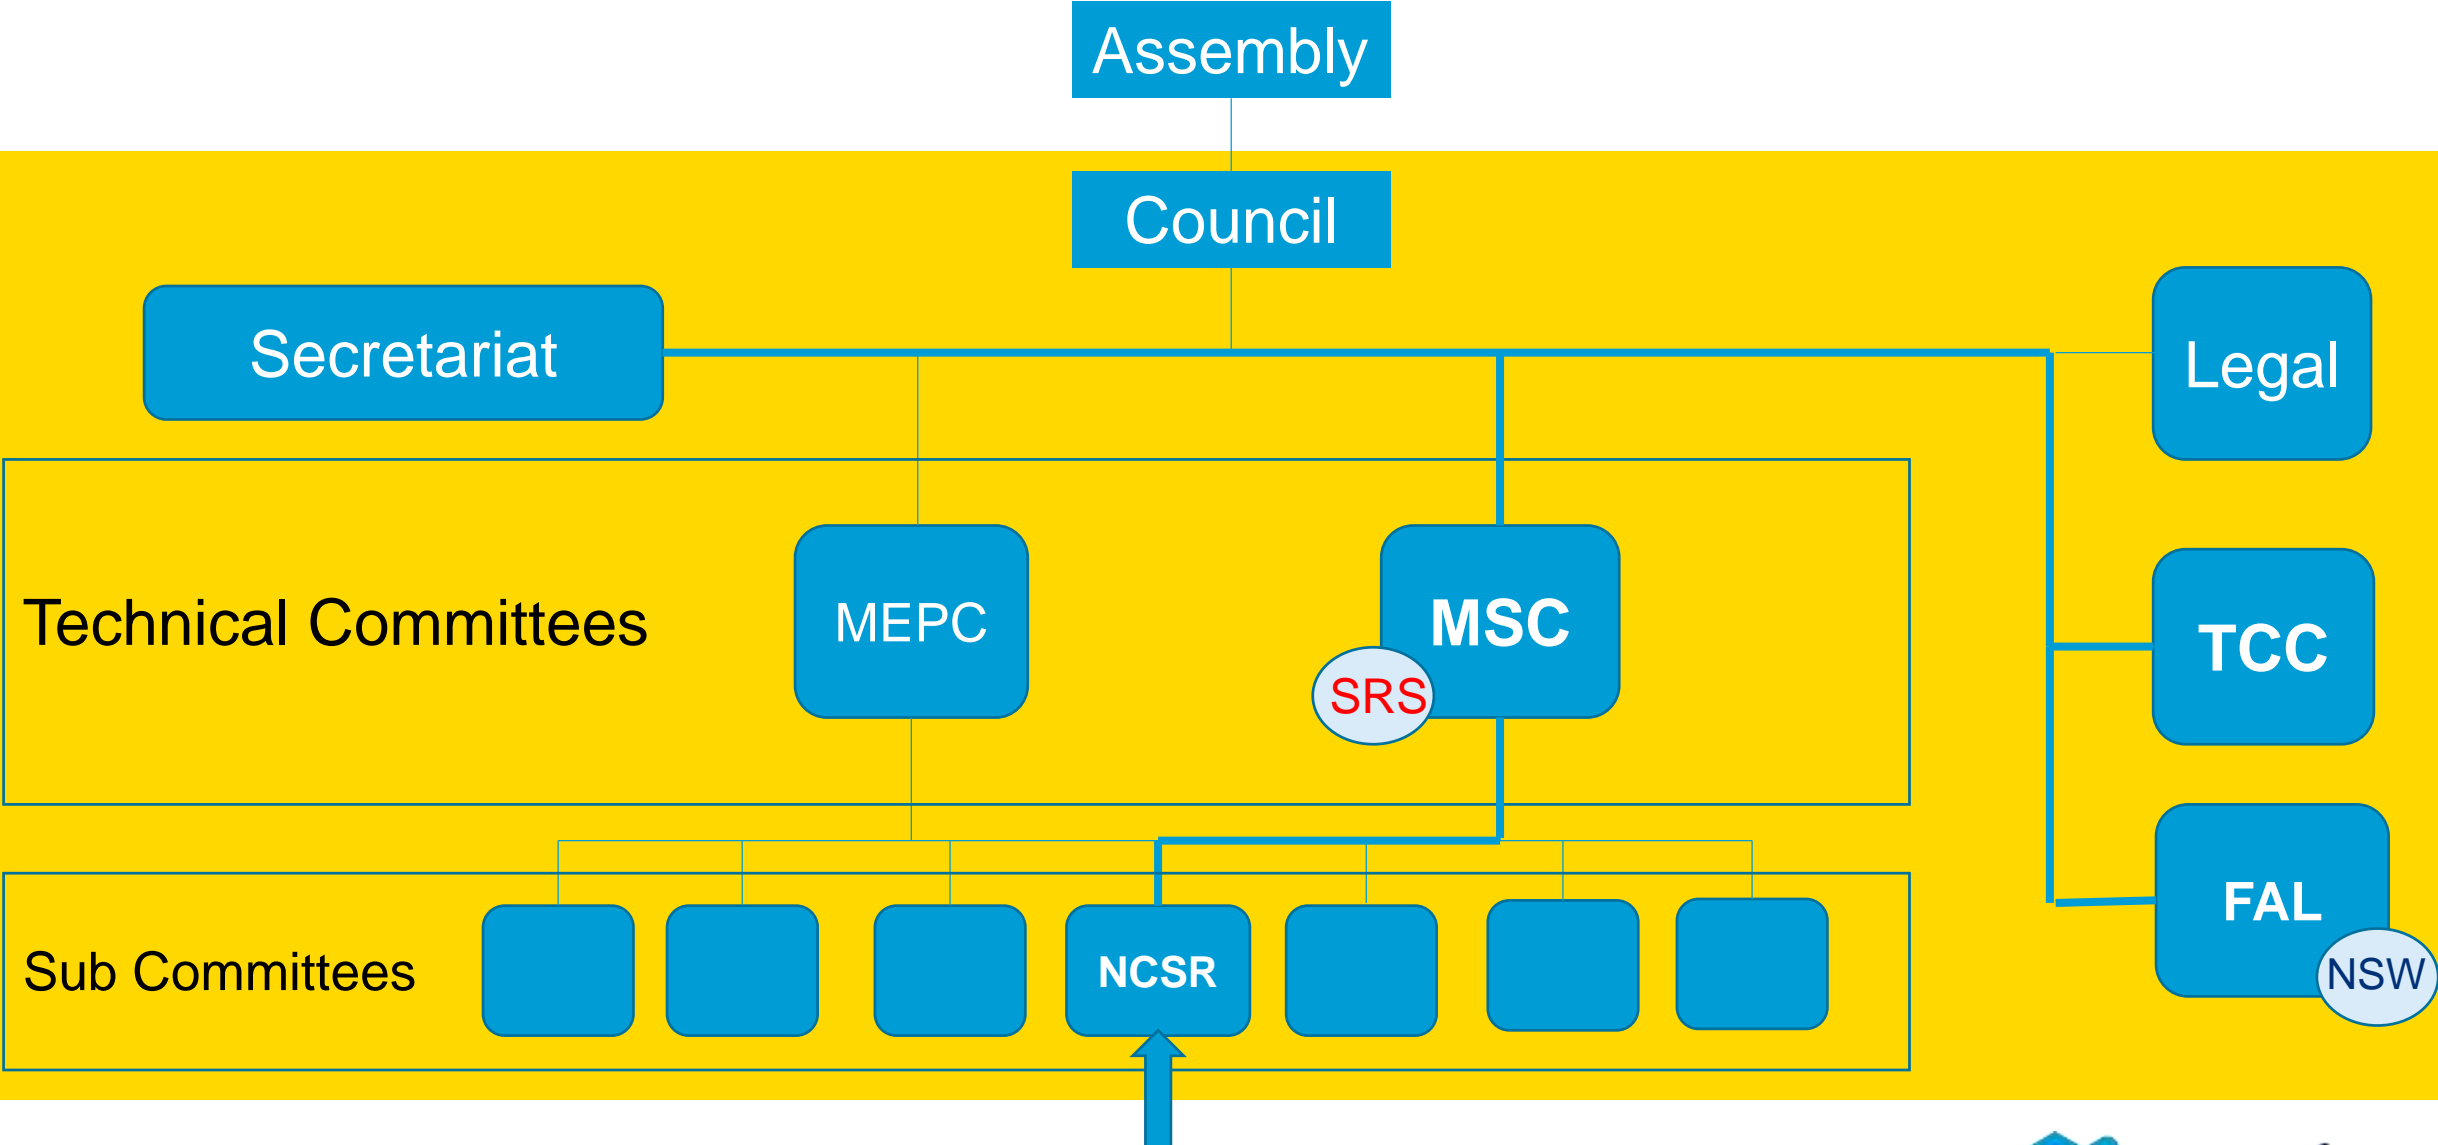 Assembly
Council
Secretariat
Legal
Technical Committees
MEPC
MSC
SRS
TCC
FAL
NSW
Sub Committees
NCSR